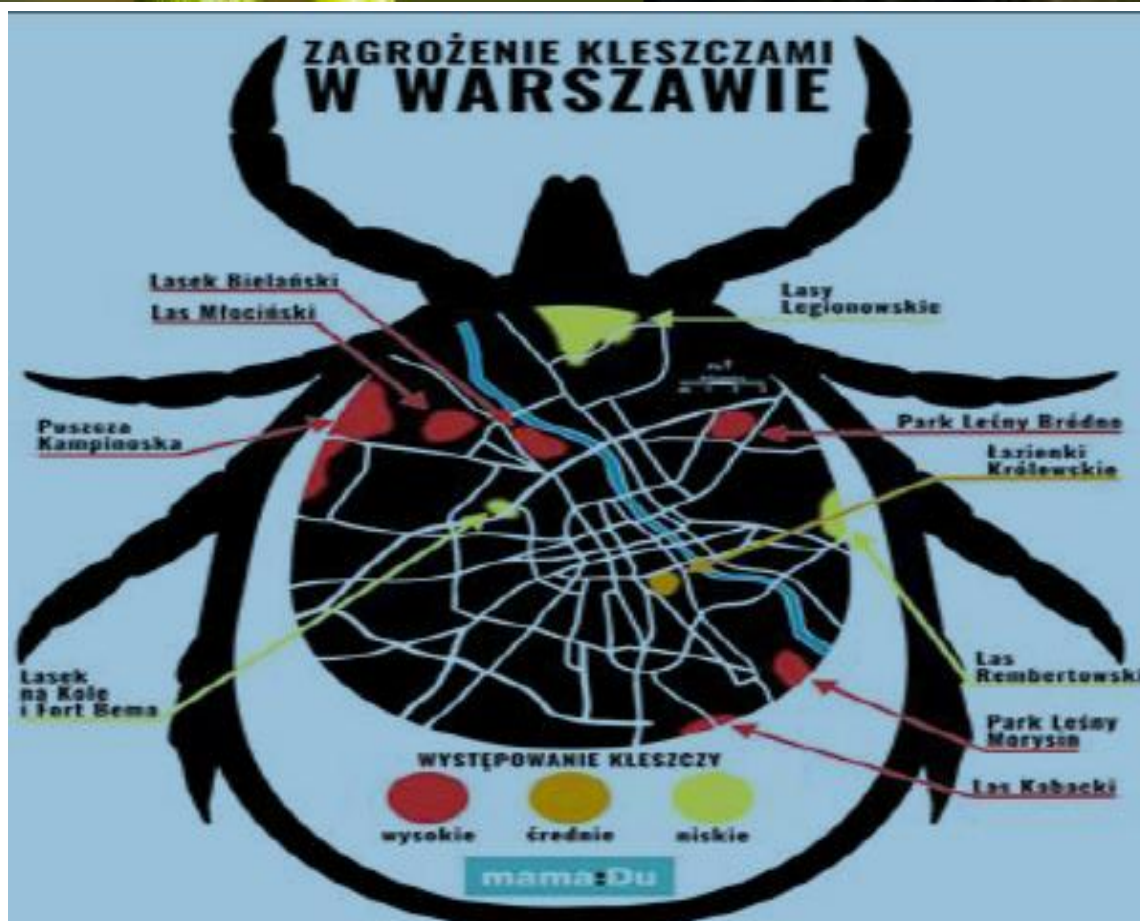 ZAGROŻENIE KLESZCZAMI
W WARSZAWIE
Lasek Bielański
Las Młociński
Lasy
Legionowskie
Puszcza
Kampinoska
Park Leśny Bródno
Łazienki
Królewskie
Lasek
na Kole
i Fort Bema
Las
Rembertowski
Park Leśny
Morysin
Las Kabacki
WYSTĘPOWANIE KLESZCZY
wysokie
średnie
niskie
mama:Du